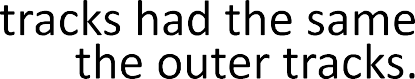 tracks had the same
the outer tracks.